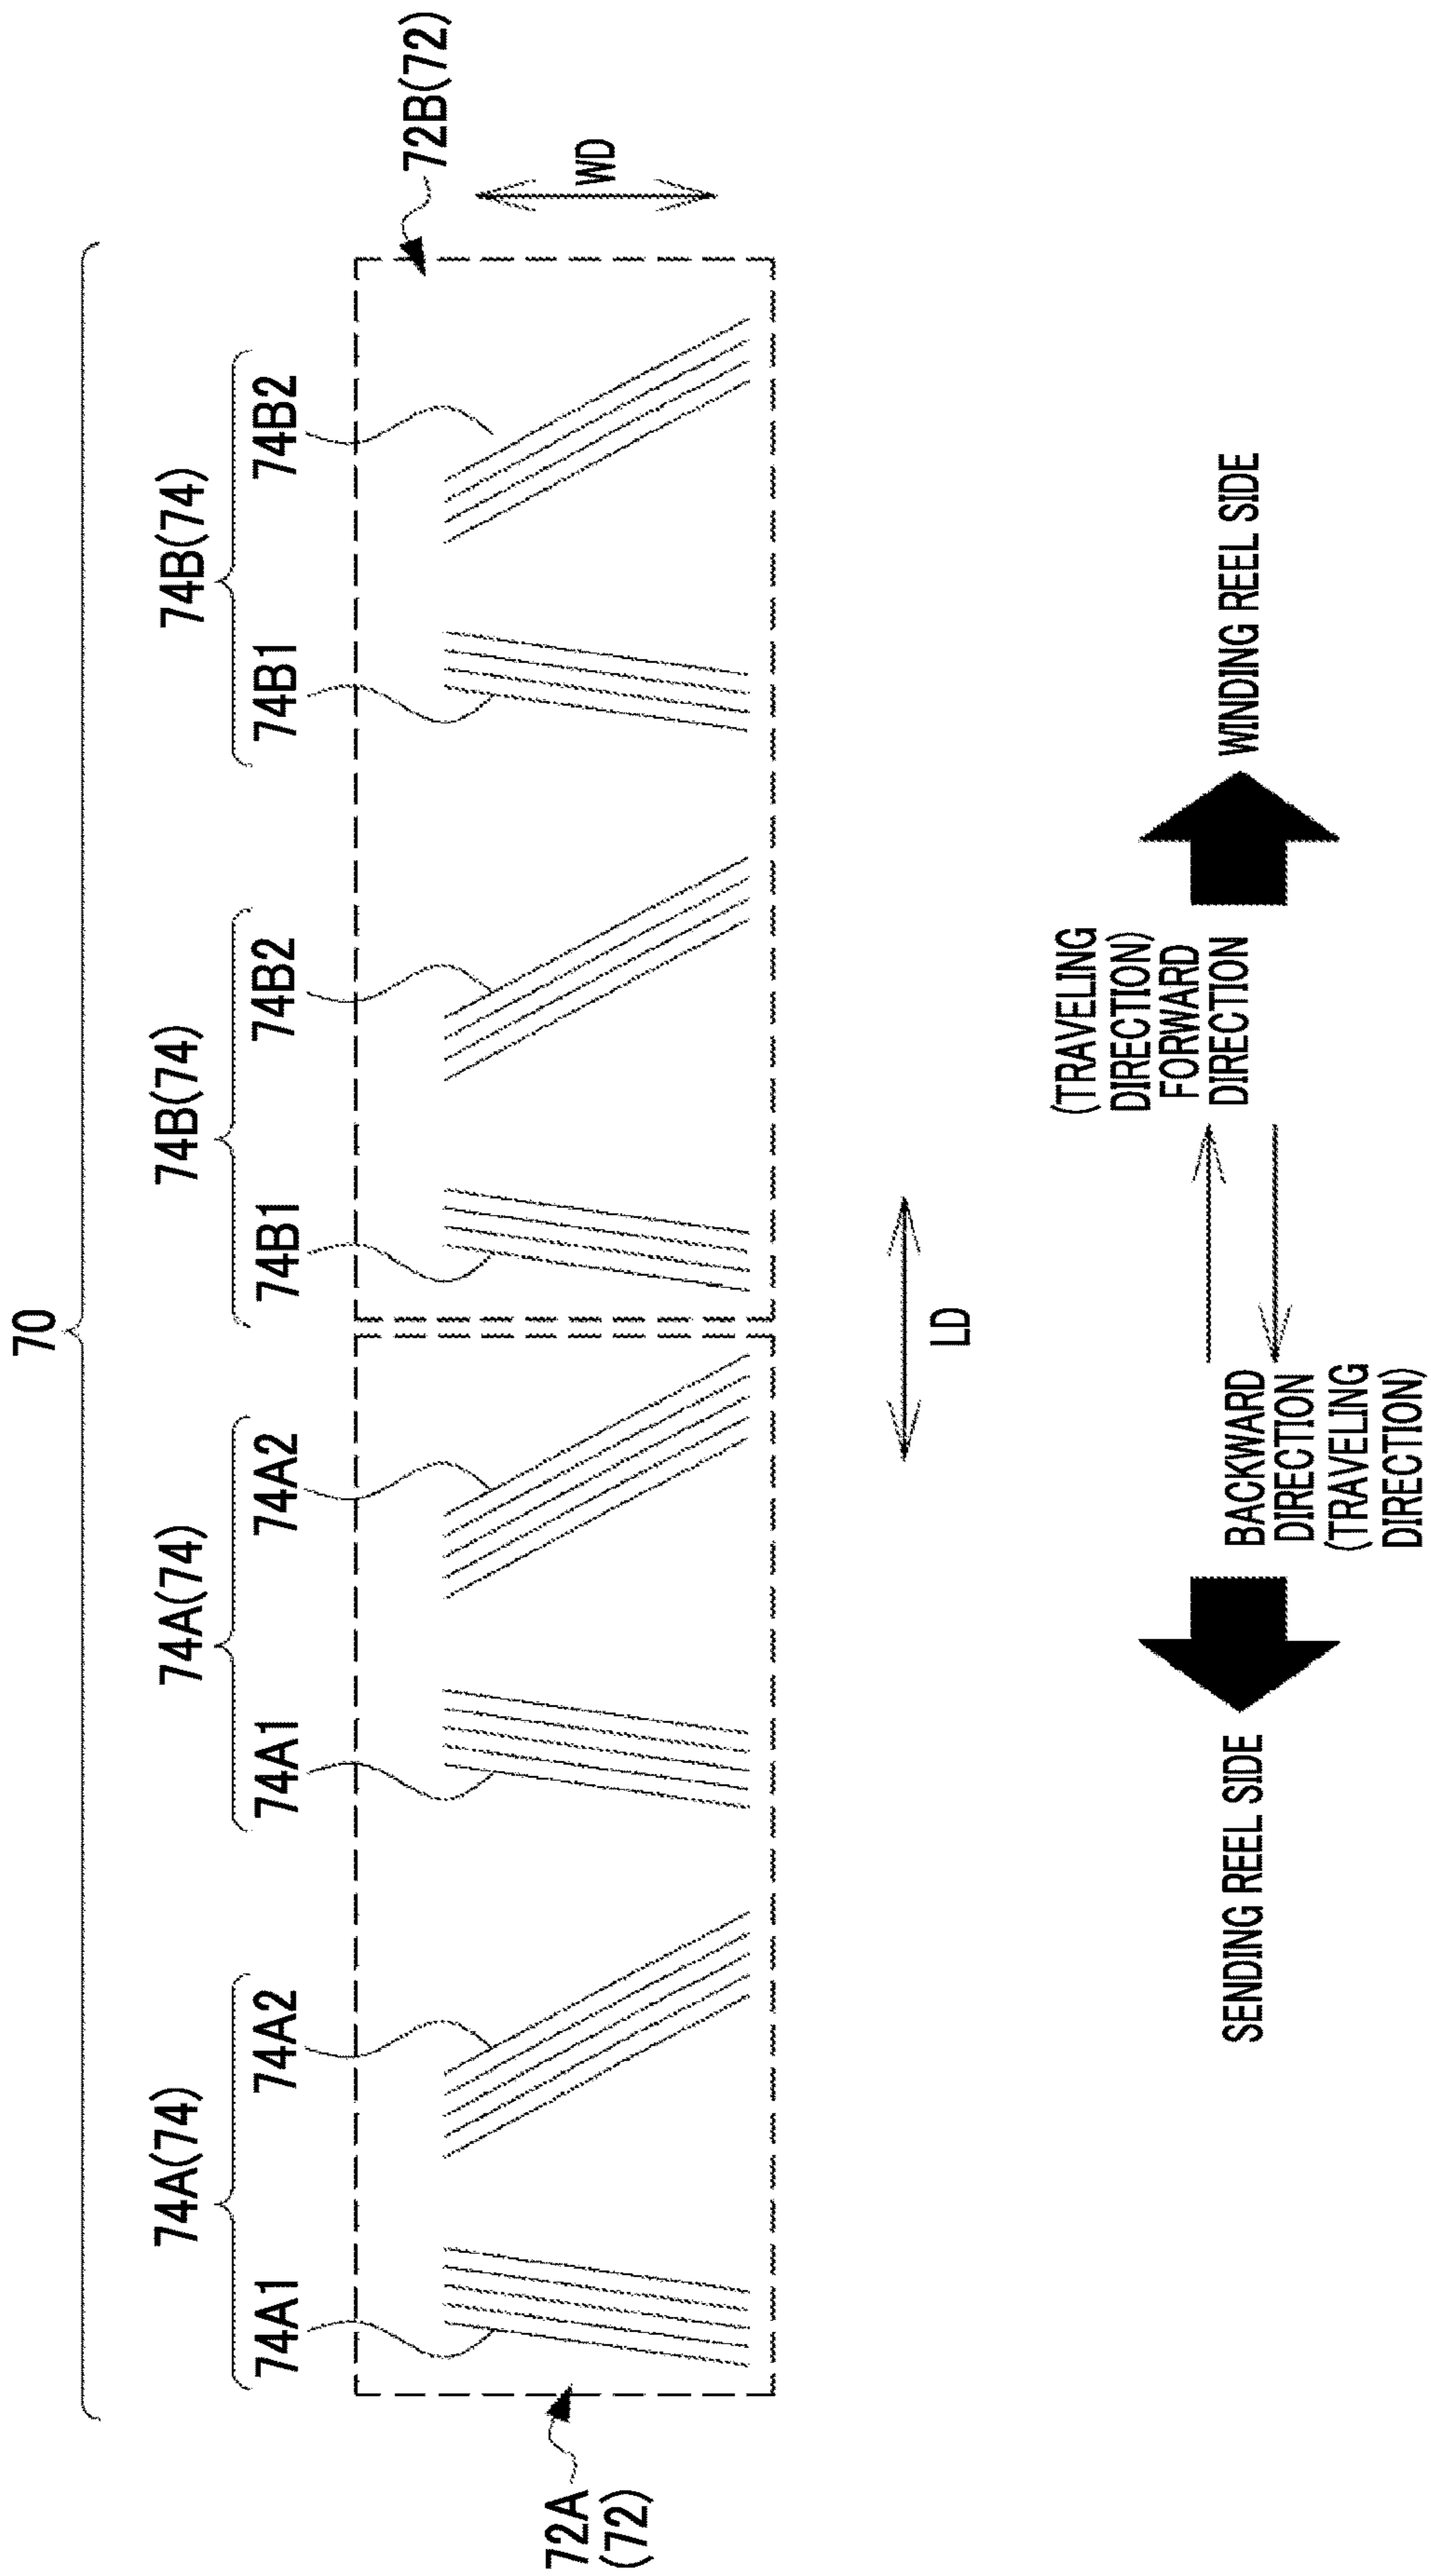 70
74A(74)
74A(74)
74B(74)
74B(74)
74A1
74A2
74A1
74A2
74B1
74B2
74B1
74B2
72A
(72)
72B(72)
WD
LD
(TRAVELING
DIRECTION)
FORWARD
DIRECTION
BACKWARD
DIRECTION
(TRAVELING
DIRECTION)
SENDING REEL SIDE
WINDING REEL SIDE